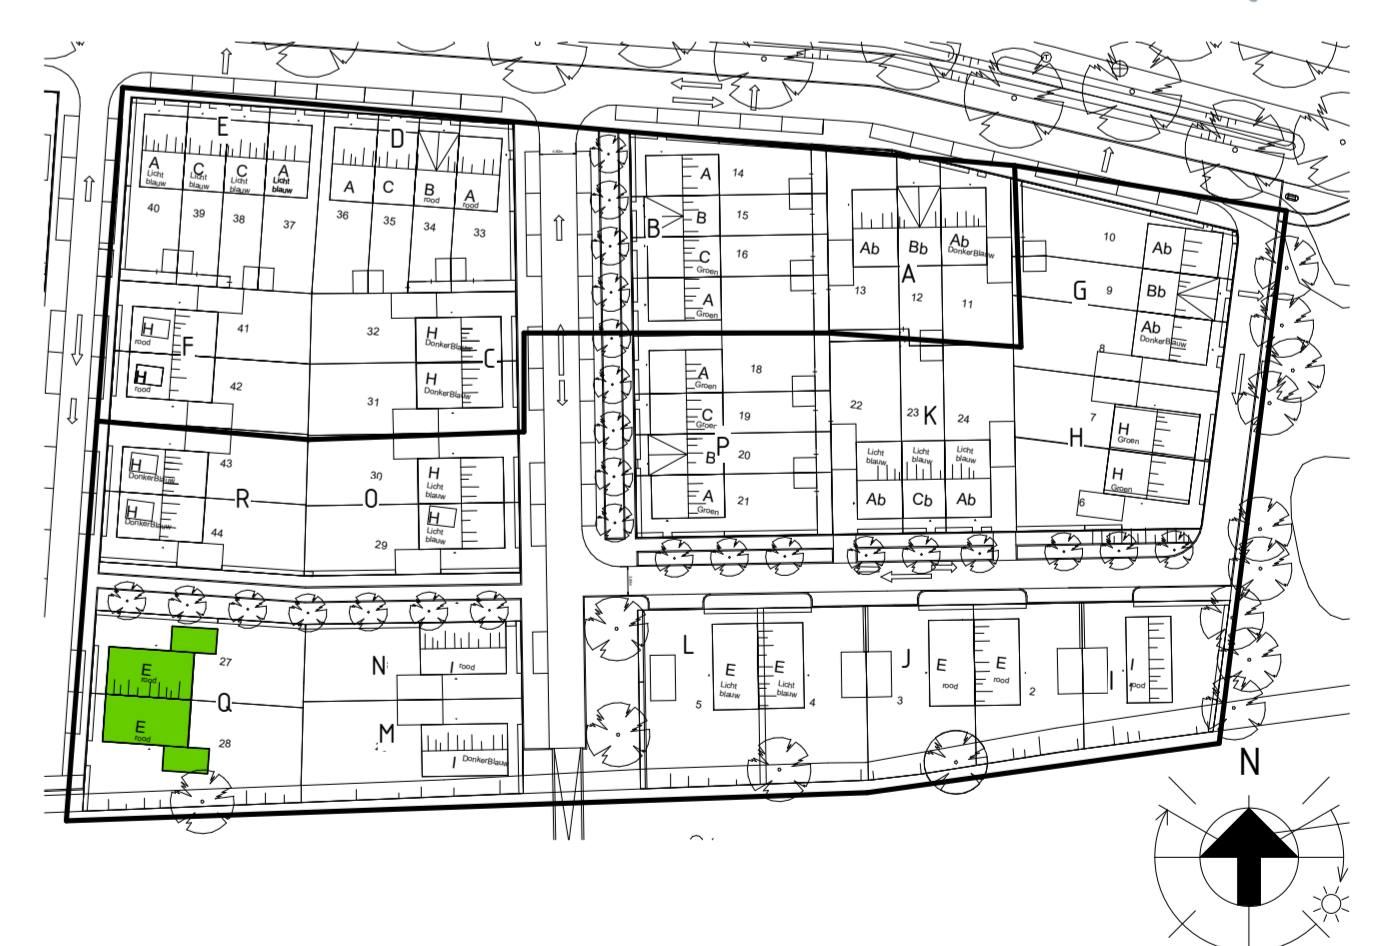 E
D
A
Licht
blauw
C
Licht
blauw
C
Licht
blauw
A
Licht
blauw
40
39
38
37
A
C
B
rood
A
rood
36
35
34
33
A
14
B
B
15
C
Groen
16
A
Groen
Ab
Bb
Ab
DonkerBlauw
A
13
12
11
10
Ab
G
9
Bb
Ab
DonkerBlauw
8
H
rood
41
F
H
rood
42
32
H
DonkerBlauw
C
H
DonkerBlauw
31
A
Groen
18
C
19
P
B
20
A
Groen
21
22
23
K
24
Licht
blauw
Licht
blauw
Licht
blauw
Ab
Cb
Ab
7
H
Groen
H
H
Groen
6
H
DonkerBlauw
43
R
H
DonkerBlauw
44
30
H
Licht
blauw
O
H
Licht
blauw
29
E
rood
27
Q
E
rood
28
N
I rood
M
I DonkerBlauw
L
E
Licht
blauw
E
Licht
blauw
5
4
J
E
rood
E
rood
3
2
I
I
rood
N